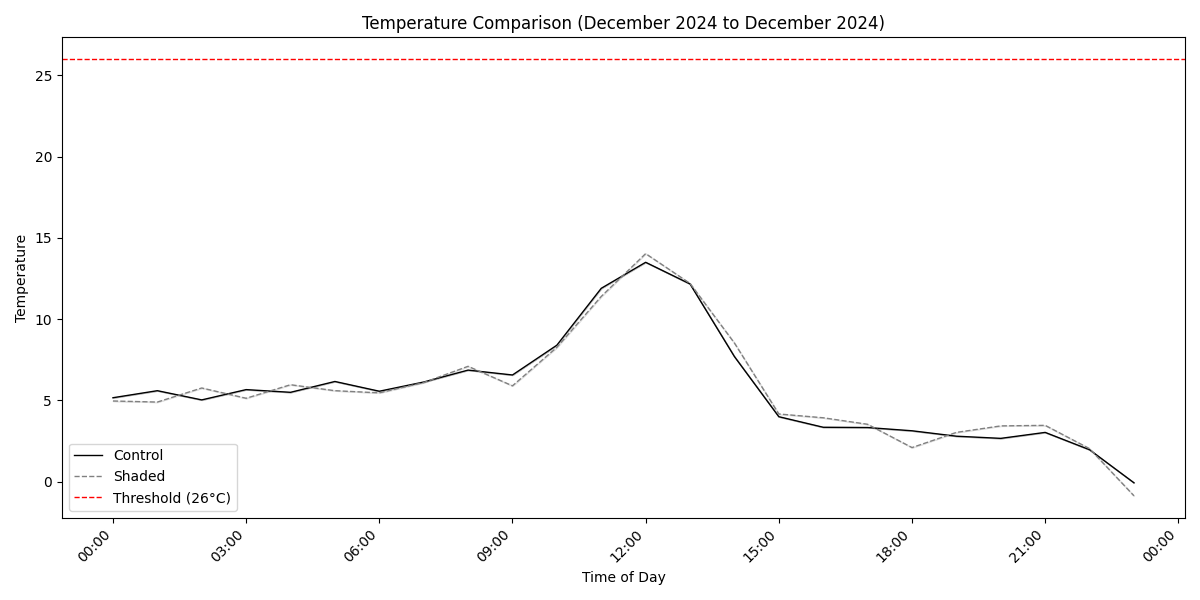 Temperature Comparison (December 2024 to December 2024)
Temperature
25
20
15
10
5
0
Control
Shaded
Threshold (26°C)
00:00
03:00
06:00
09:00
12:00
15:00
18:00
21:00
00:00
Time of Day